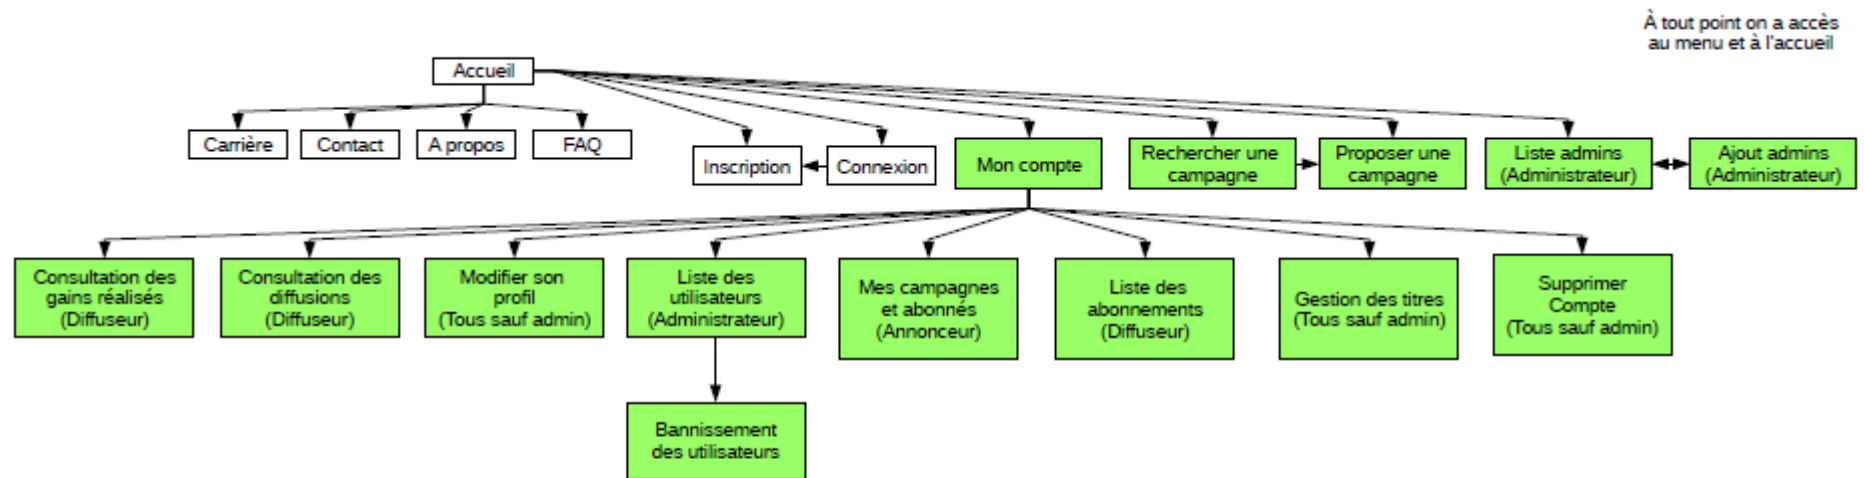 À tout point on a accès
au menu et à l'accueil
Accueil
Carrière
Contact
A propos
FAQ
Inscription
Connexion
Mon compte
Rechercher une
campagne
Proposer une
campagne
Liste admins
(Administrateur)
Ajout admins
(Administrateur)
Consultation des
gains réalisés
(Diffuseur)
Consultation des
diffusions
(Diffuseur)
Modifier son
profil
(Tous sauf admin)
Liste des
utilisateurs
(Administrateur)
Mes campagnes
et abonnés
(Annonceur)
Liste des
abonnements
(Diffuseur)
Gestion des titres
(Tous sauf admin)
Supprimer
Compte
(Tous sauf admin)
Bannissement
des utilisateurs